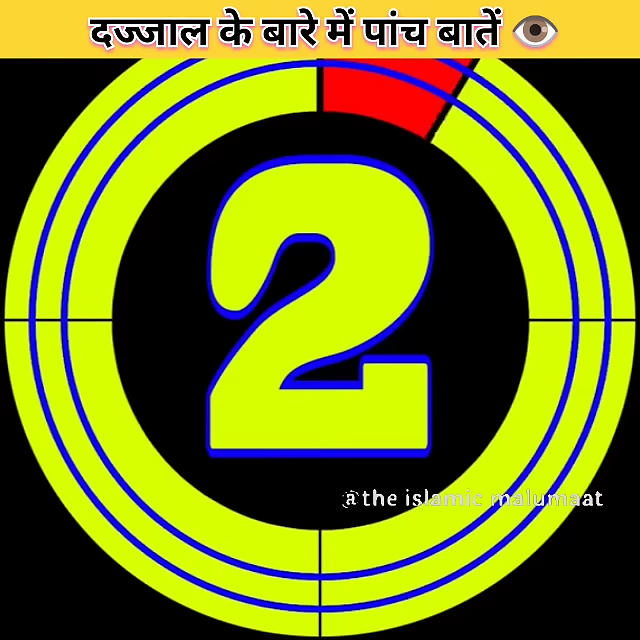 दज्जाल के बारे में पांच बातें 👁️
2
@the islamic malumaat